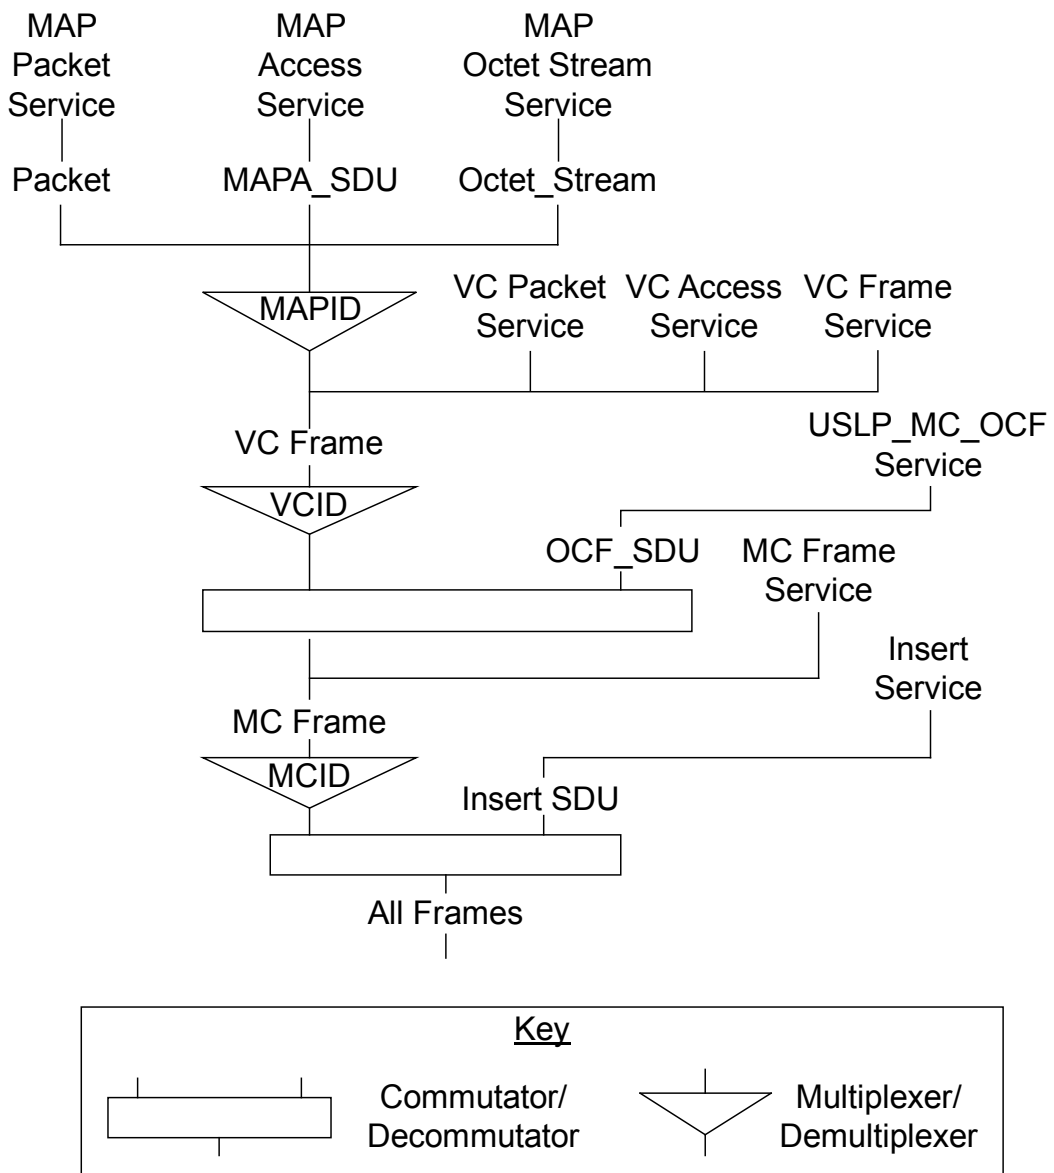 MAP
Packet
Service
MAP
Access
Service
MAP
Octet Stream
Service
Packet
MAPA_SDU
Octet_Stream
MAPID
VC Packet
Service
VC Access
Service
VC Frame
Service
VC Frame
USLP_MC_OCF
Service
VCID
OCF_SDU
MC Frame
Service
Insert
Service
MC Frame
MCID
Insert SDU
All Frames
Key
Commutator/
Decommutator
Multiplexer/
Demultiplexer